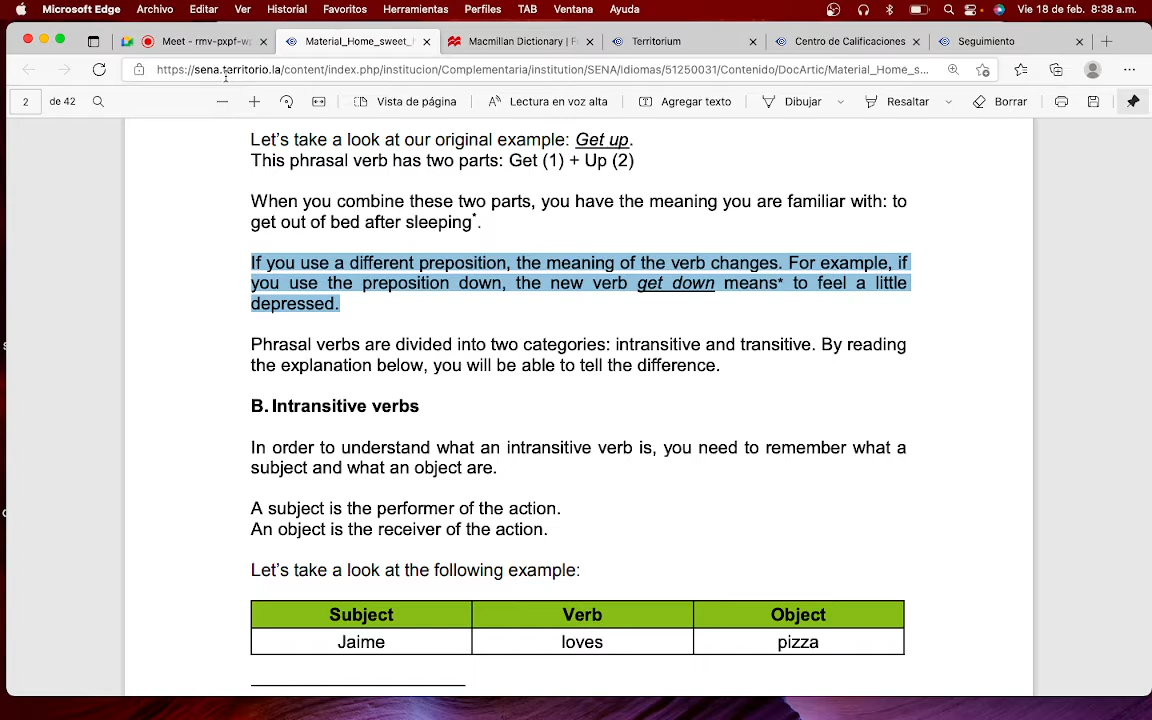 Microsoft Edge Archivo Editar Ver Historial Favoritos Herramientas Perfiles TAB Ventana Ayuda Vie 18 de feb. 8:38 a.m.
Meet - rmv-pxpf-w Material_Home_sweet_ Macmillan Dictionary | F Territorium Centro de Calificaciones Seguimiento
https://sena.territorio.la/content/index.php/institucion/Complementaria/institution/SENA/Idiomas/51250031/Contenido/DocArtic/Material_Home_s...
2 de 42 Vista de página Lectura en voz alta Agregar texto Dibujar Resaltar Borrar
Let's take a look at our original example: Get up.
This phrasal verb has two parts: Get (1) + Up (2)
When you combine these two parts, you have the meaning you are familiar with: to
get out of bed after sleeping*.
If you use a different preposition, the meaning of the verb changes. For example, if
you use the preposition down, the new verb get down means* to feel a little
depressed.
Phrasal verbs are divided into two categories: intransitive and transitive. By reading
the explanation below, you will be able to tell the difference.
B. Intransitive verbs
In order to understand what an intransitive verb is, you need to remember what a
subject and what an object are.
A subject is the performer of the action.
An object is the receiver of the action.
Let's take a look at the following example:
Subject Verb Object
Jaime loves pizza